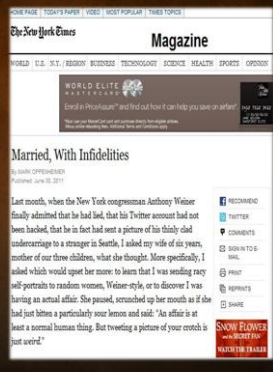 HOME PAGE TODAY'S PAPER VIDEO MOST POPULAR TIMES TOPICS
The New York Times
Magazine
WORLD U.S. N.Y. / REGION BUSINESS TECHNOLOGY SCIENCE HEALTH SPORTS OPINION
WORLD ELITE
MASTERCARD
Enroll in PriceAssure™ and find out how it can help you save on airfare*.
Married, With Infidelities
By MARK OPPENHEIMER
Published: June 30, 2011
Last month, when the New York congressman Anthony Weiner
finally admitted that he had lied, that his Twitter account had not
been hacked, that he in fact had sent a picture of his thinly clad
undercarriage to a stranger in Seattle, I asked my wife of six years,
mother of our three children, what she thought. More specifically, I
asked which would upset her more: to learn that I was sending racy
self-portraits to random women, Weiner-style, or to discover I was
having an actual affair. She paused, scrunched up her mouth as if she
had just bitten a particularly sour lemon and said: “An affair is at
least a normal human thing. But tweeting a picture of your crotch is
just weird.”
RECOMMEND
TWITTER
COMMENTS
SIGN IN TO E-
MAIL
PRINT
REPRINTS
SHARE
SNOW FLOWER
AND THE SECRET FAN
WATCH THE TRAILER